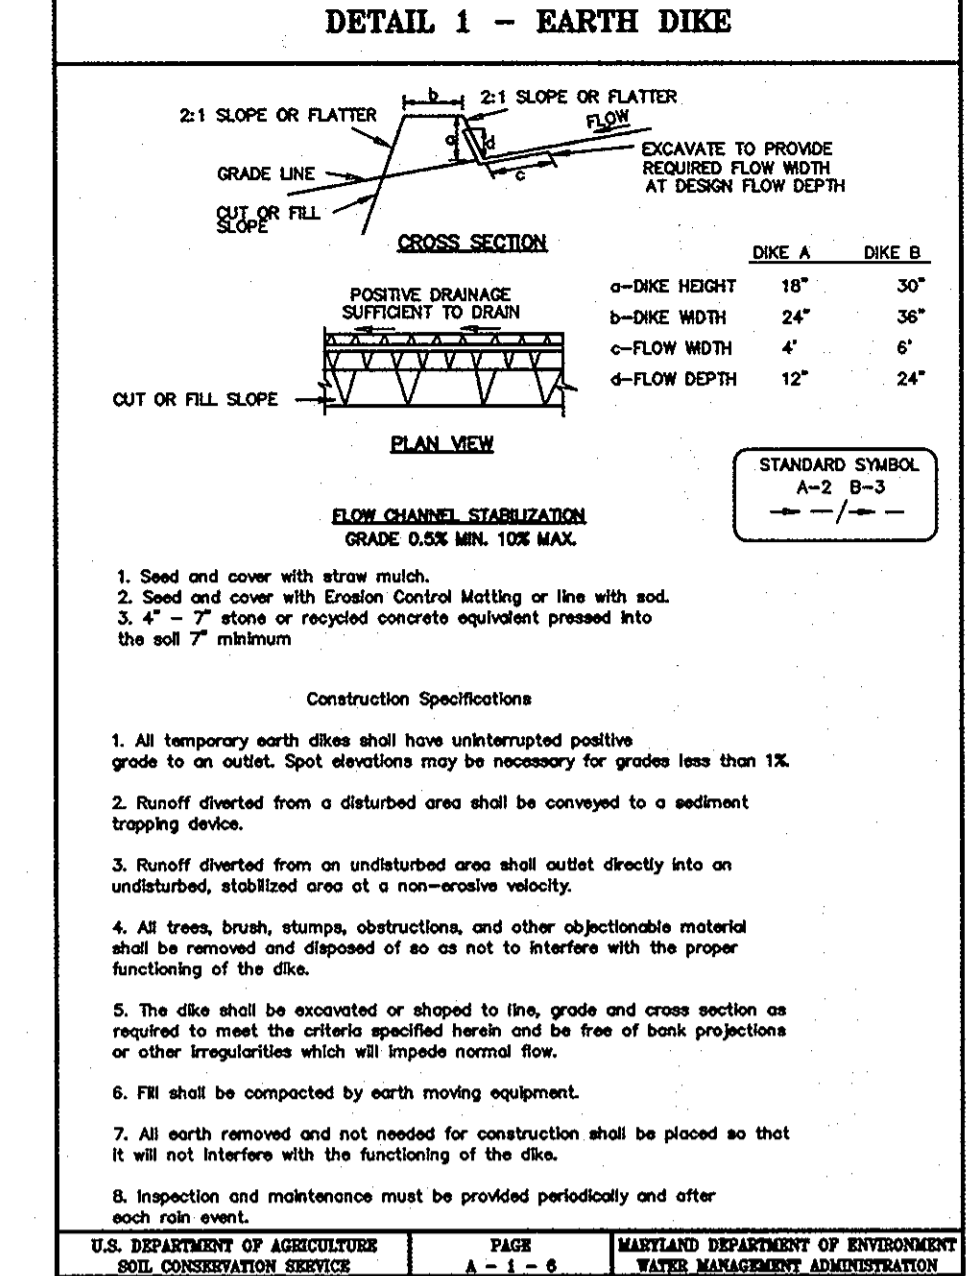 DETAIL 1 - EARTH DIKE
b
2:1 SLOPE OR FLATTER
2:1 SLOPE OR FLATTER
FLOW
a
d
EXCAVATE TO PROVIDE
REQUIRED FLOW WIDTH
AT DESIGN FLOW DEPTH
GRADE LINE
c
CUT OR FILL
SLOPE
CROSS SECTION
DIKE A DIKE B
a-DIKE HEIGHT 18" 30"
b-DIKE WIDTH 24" 36"
c-FLOW WIDTH 4' 6'
d-FLOW DEPTH 12" 24"
POSITIVE DRAINAGE
SUFFICIENT TO DRAIN
CUT OR FILL SLOPE
PLAN VIEW
STANDARD SYMBOL
A-2 B-3
FLOW CHANNEL STABILIZATION
GRADE 0.5% MIN. 10% MAX.
1. Seed and cover with straw mulch.
2. Seed and cover with Erosion Control Matting or line with sod.
3. 4" - 7" stone or recycled concrete equivalent pressed into
the soil 7" minimum
Construction Specifications
1. All temporary earth dikes shall have uninterrupted positive
grade to an outlet. Spot elevations may be necessary for grades less than 1%.
2. Runoff diverted from a disturbed area shall be conveyed to a sediment
trapping device.
3. Runoff diverted from an undisturbed area shall outlet directly into an
undisturbed, stabilized area at a non-erosive velocity.
4. All trees, brush, stumps, obstructions, and other objectionable material
shall be removed and disposed of so as not to interfere with the proper
functioning of the dike.
5. The dike shall be excavated or shaped to line, grade and cross section as
required to meet the criteria specified herein and be free of bank projections
or other irregularities which will impede normal flow.
6. Fill shall be compacted by earth moving equipment.
7. All earth removed and not needed for construction shall be placed so that
it will not interfere with the functioning of the dike.
8. Inspection and maintenance must be provided periodically and after
each rain event.
U.S. DEPARTMENT OF AGRICULTURE
SOIL CONSERVATION SERVICE
PAGE
A - 1 - 6
MARYLAND DEPARTMENT OF ENVIRONMENT
WATER MANAGEMENT ADMINISTRATION